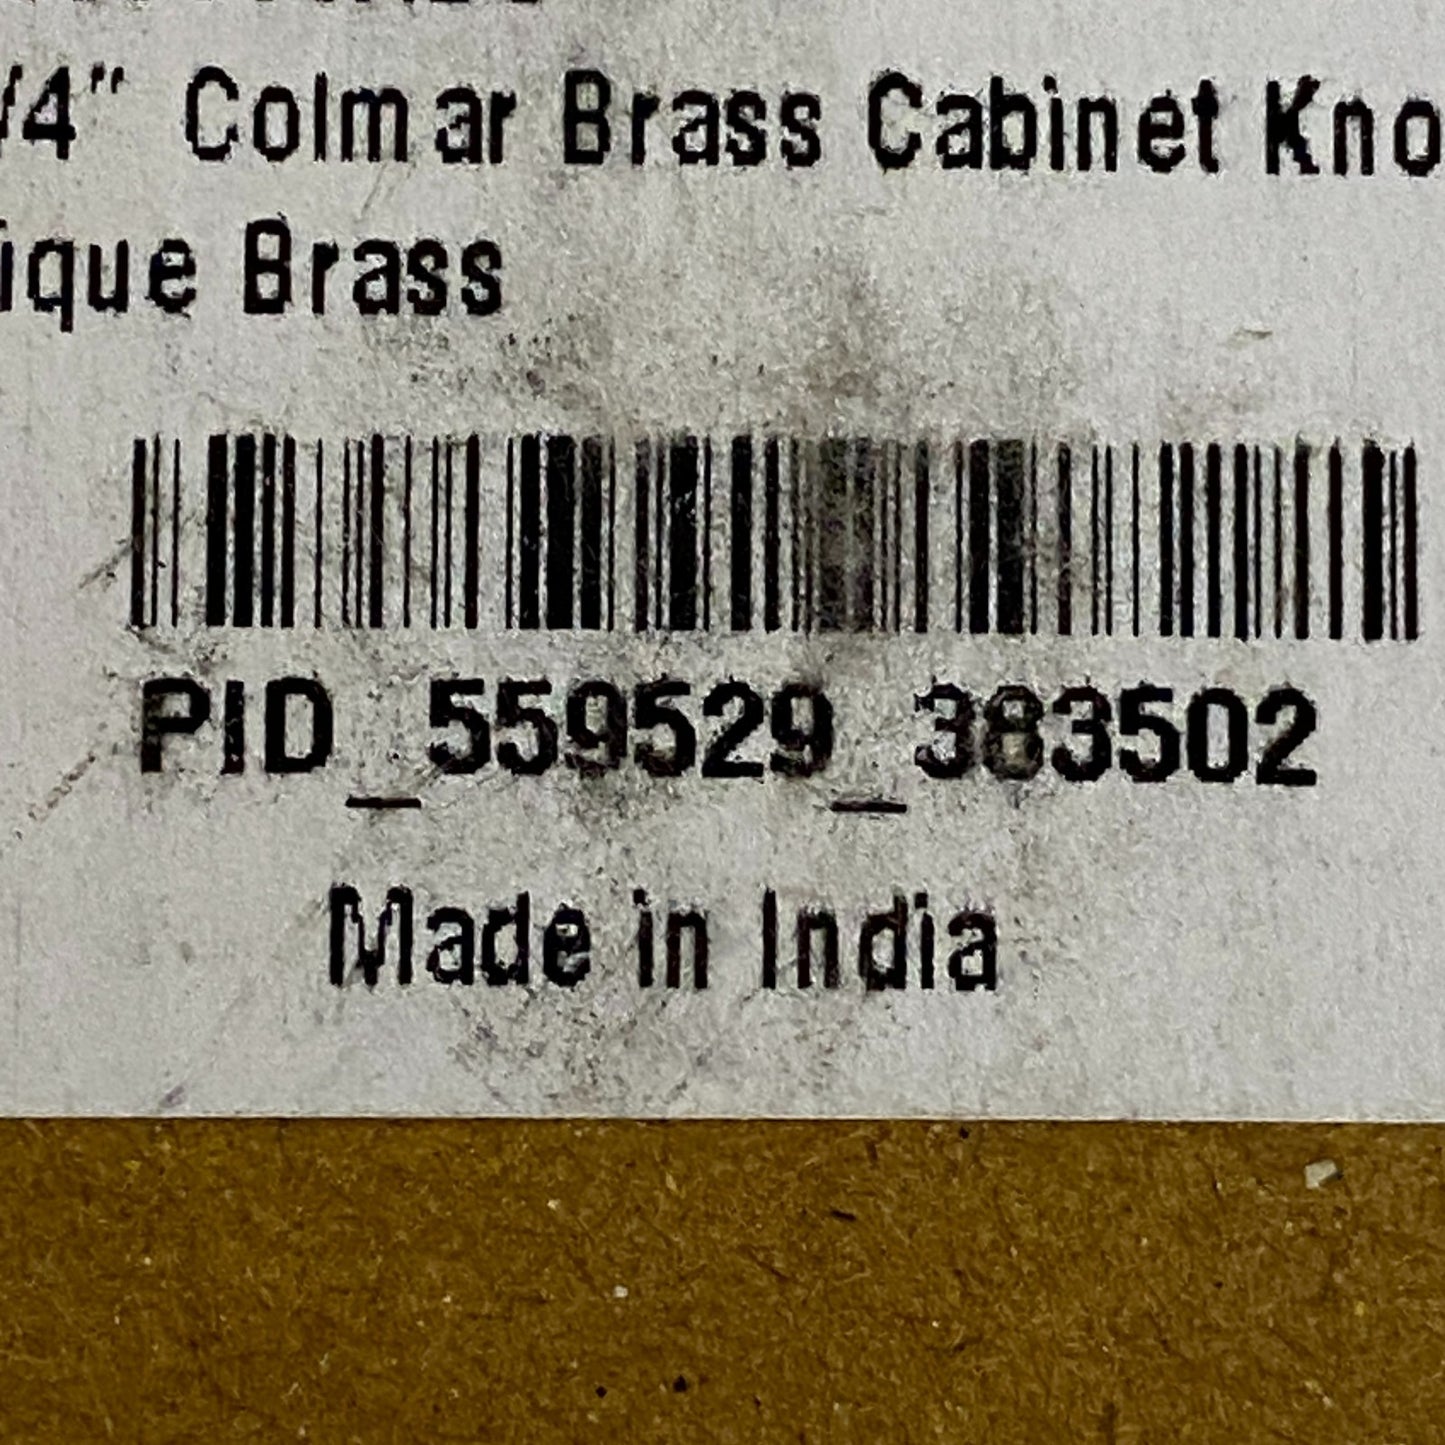 /4" Colmar Brass Cabinet Kno
ique Brass
PID_559529_383502
Made in India